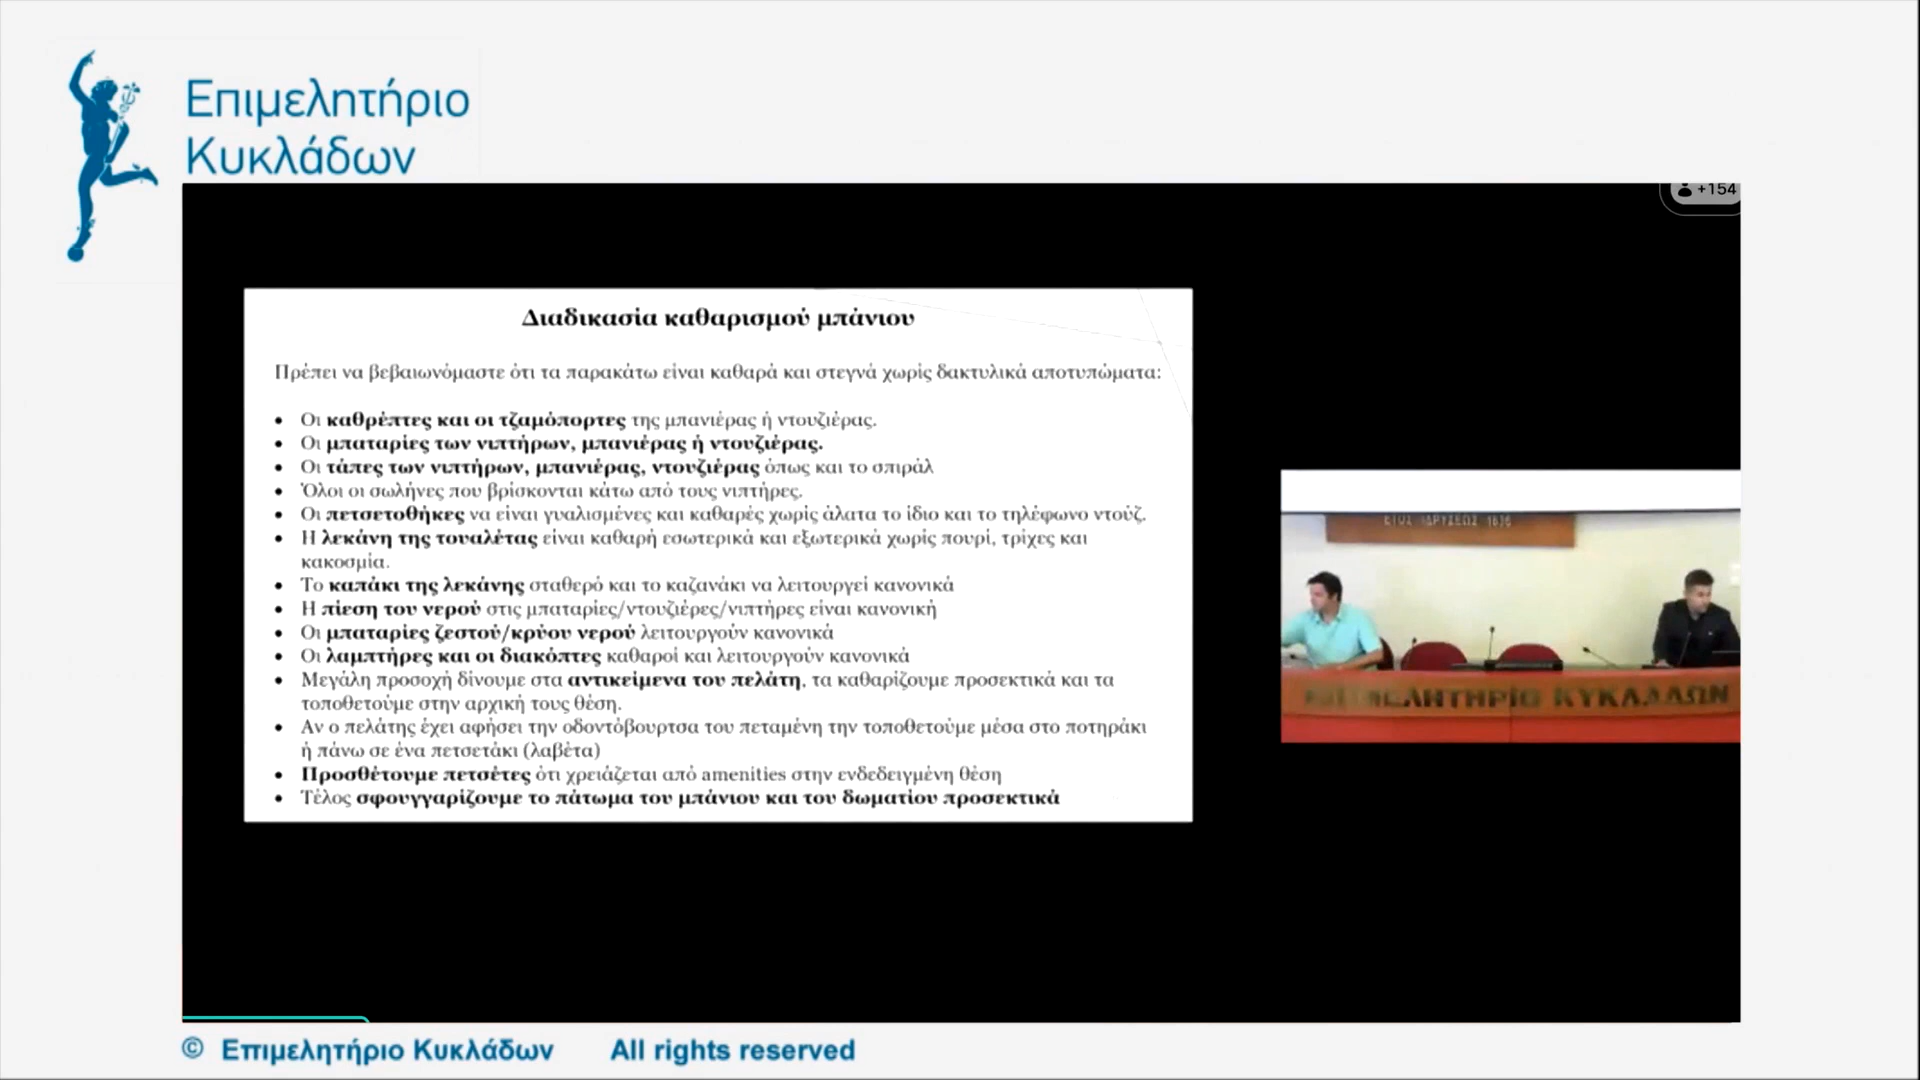 Επιμελητήριο
Κυκλάδων
+154
Διαδικασία καθαρισμού μπάνιου
Πρέπει να βεβαιωνόμαστε ότι τα παρακάτω είναι καθαρά και στεγνά χωρίς δακτυλικά αποτυπώματα:
• Οι καθρέπτες και οι τζαμόπορτες της μπανιέρας ή ντουζιέρας.
• Οι μπαταρίες των νιπτήρων, μπανιέρας ή ντουζιέρας.
• Οι τάπες των νιπτήρων, μπανιέρας, ντουζιέρας όπως και το σπιράλ
• Όλοι οι σωλήνες που βρίσκονται κάτω από τους νιπτήρες.
• Οι πετσετοθήκες να είναι γυαλισμένες και καθαρές χωρίς άλατα το ίδιο και το τηλέφωνο ντούζ.
• Η λεκάνη της τουαλέτας είναι καθαρή εσωτερικά και εξωτερικά χωρίς πουρί, τρίχες και
κακοσμία.
• Το καπάκι της λεκάνης σταθερό και το καζανάκι να λειτουργεί κανονικά
• Η πίεση του νερού στις μπαταρίες/ντουζιέρες/νιπτήρες είναι κανονική
• Οι μπαταρίες ζεστού/κρύου νερού λειτουργούν κανονικά
• Οι λαμπτήρες και οι διακόπτες καθαροί και λειτουργούν κανονικά
• Μεγάλη προσοχή δίνουμε στα αντικείμενα του πελάτη, τα καθαρίζουμε προσεκτικά και τα
τοποθετούμε στην αρχική τους θέση.
• Αν ο πελάτης έχει αφήσει την οδοντόβουρτσα του πεταμένη την τοποθετούμε μέσα στο ποτηράκι
ή πάνω σε ένα πετσετάκι (λαβέτα)
• Προσθέτουμε πετσέτες ότι χρειάζεται από amenities στην ενδεδειγμένη θέση
• Τέλος σφουγγαρίζουμε το πάτωμα του μπάνιου και του δωματίου προσεκτικά
ΕΤΟΣ ΙΔΡΥΣΕΩΣ 1836
ΕΠΙΜΕΛΗΤΗΡΙΟ ΚΥΚΛΑΔΩΝ
© Επιμελητήριο Κυκλάδων All rights reserved